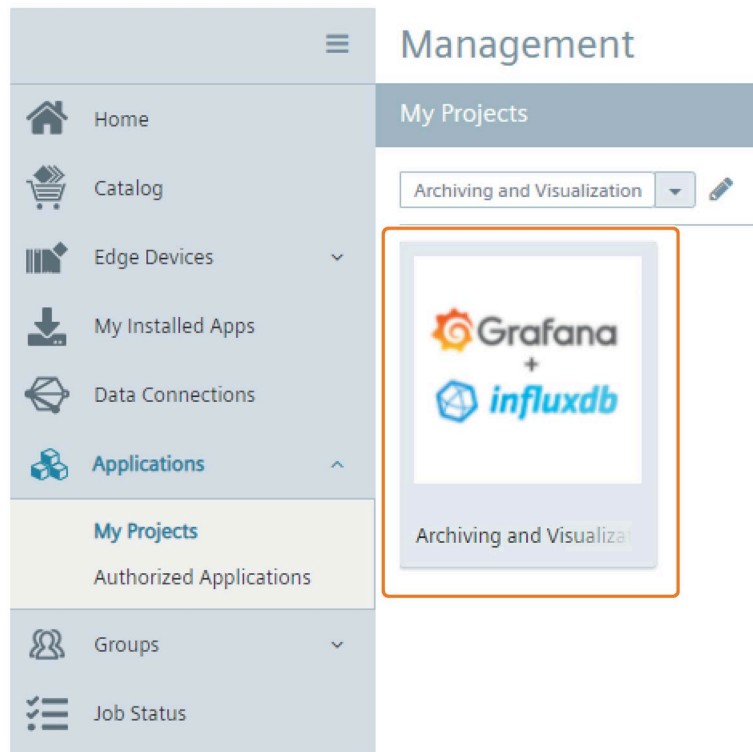 Management
Home
Catalog
Edge Devices
My Installed Apps
Data Connections
Applications
My Projects
Authorized Applications
Groups
Job Status
My Projects
Archiving and Visualization
Grafana
+
influxdb
Archiving and Visualizat